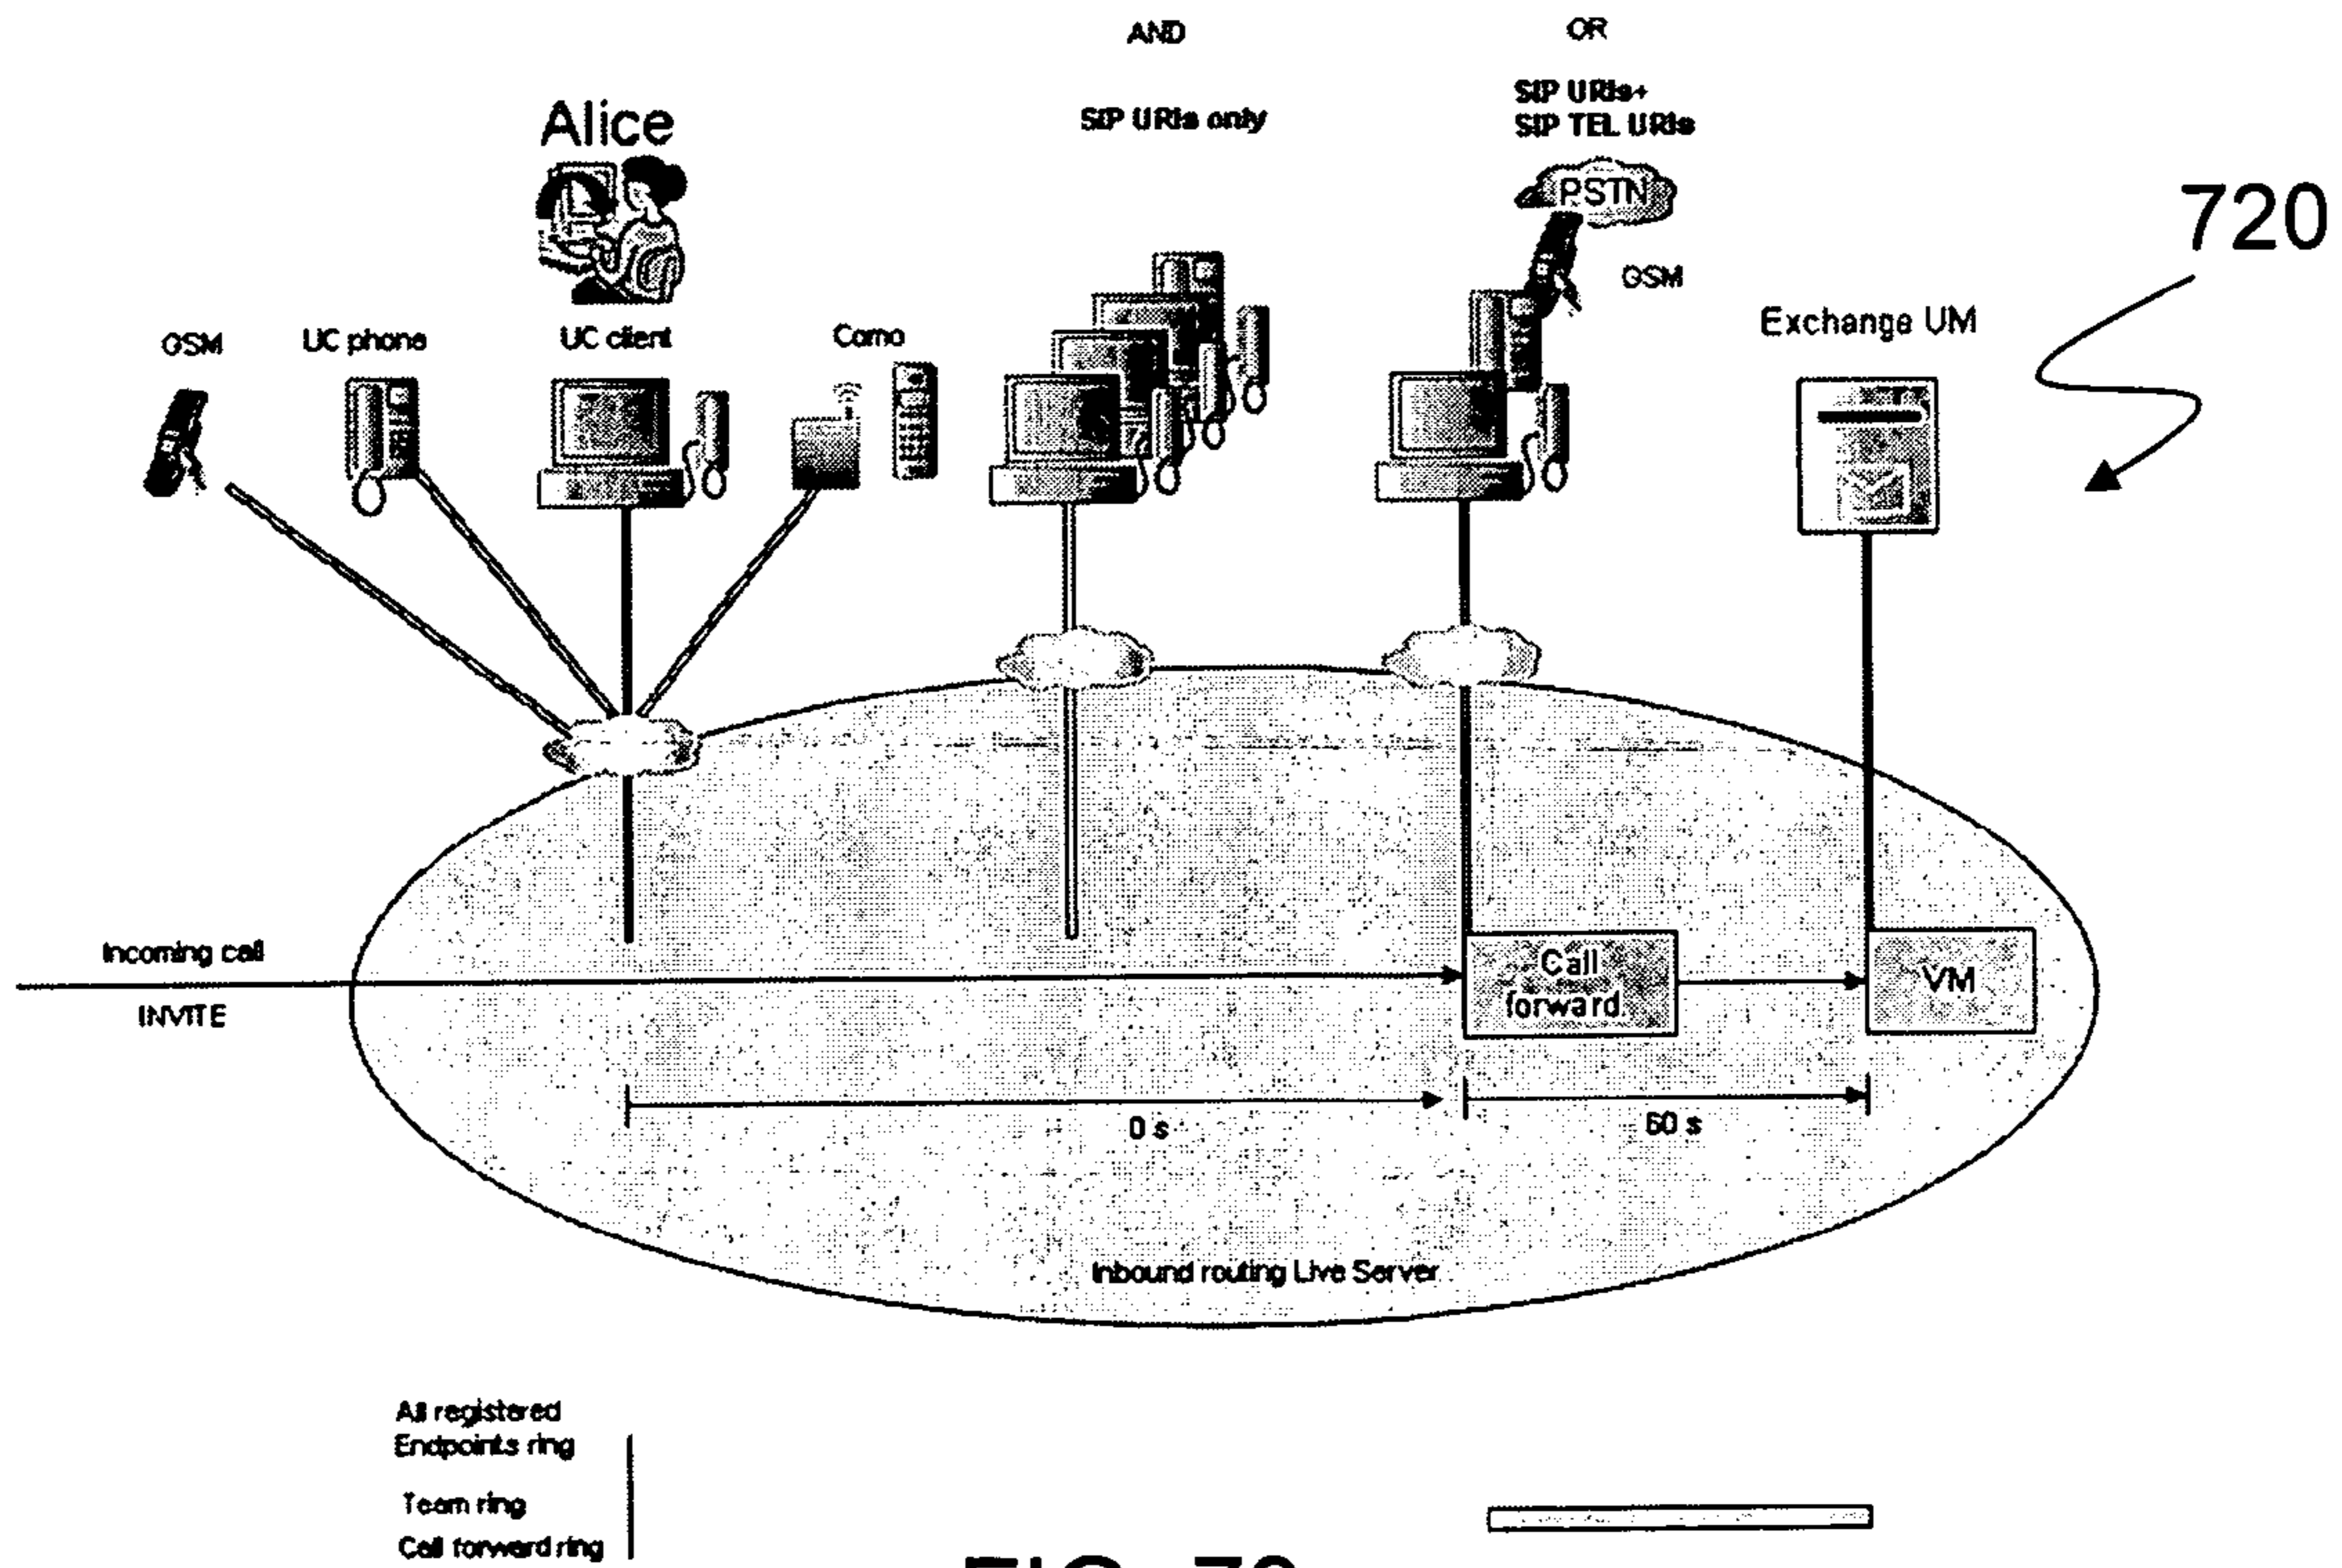 AND
OR
SIP URIs only
SIP URIs+
SIP TEL URIs
Alice
PSTN
720
GSM
Exchange UM
GSM
UC phone
UC client
Como
Incoming call
INVITE
Call
forward
VM
0 s
60 s
Inbound routing Live Server
All registered
Endpoints ring
Team ring
Call forward ring